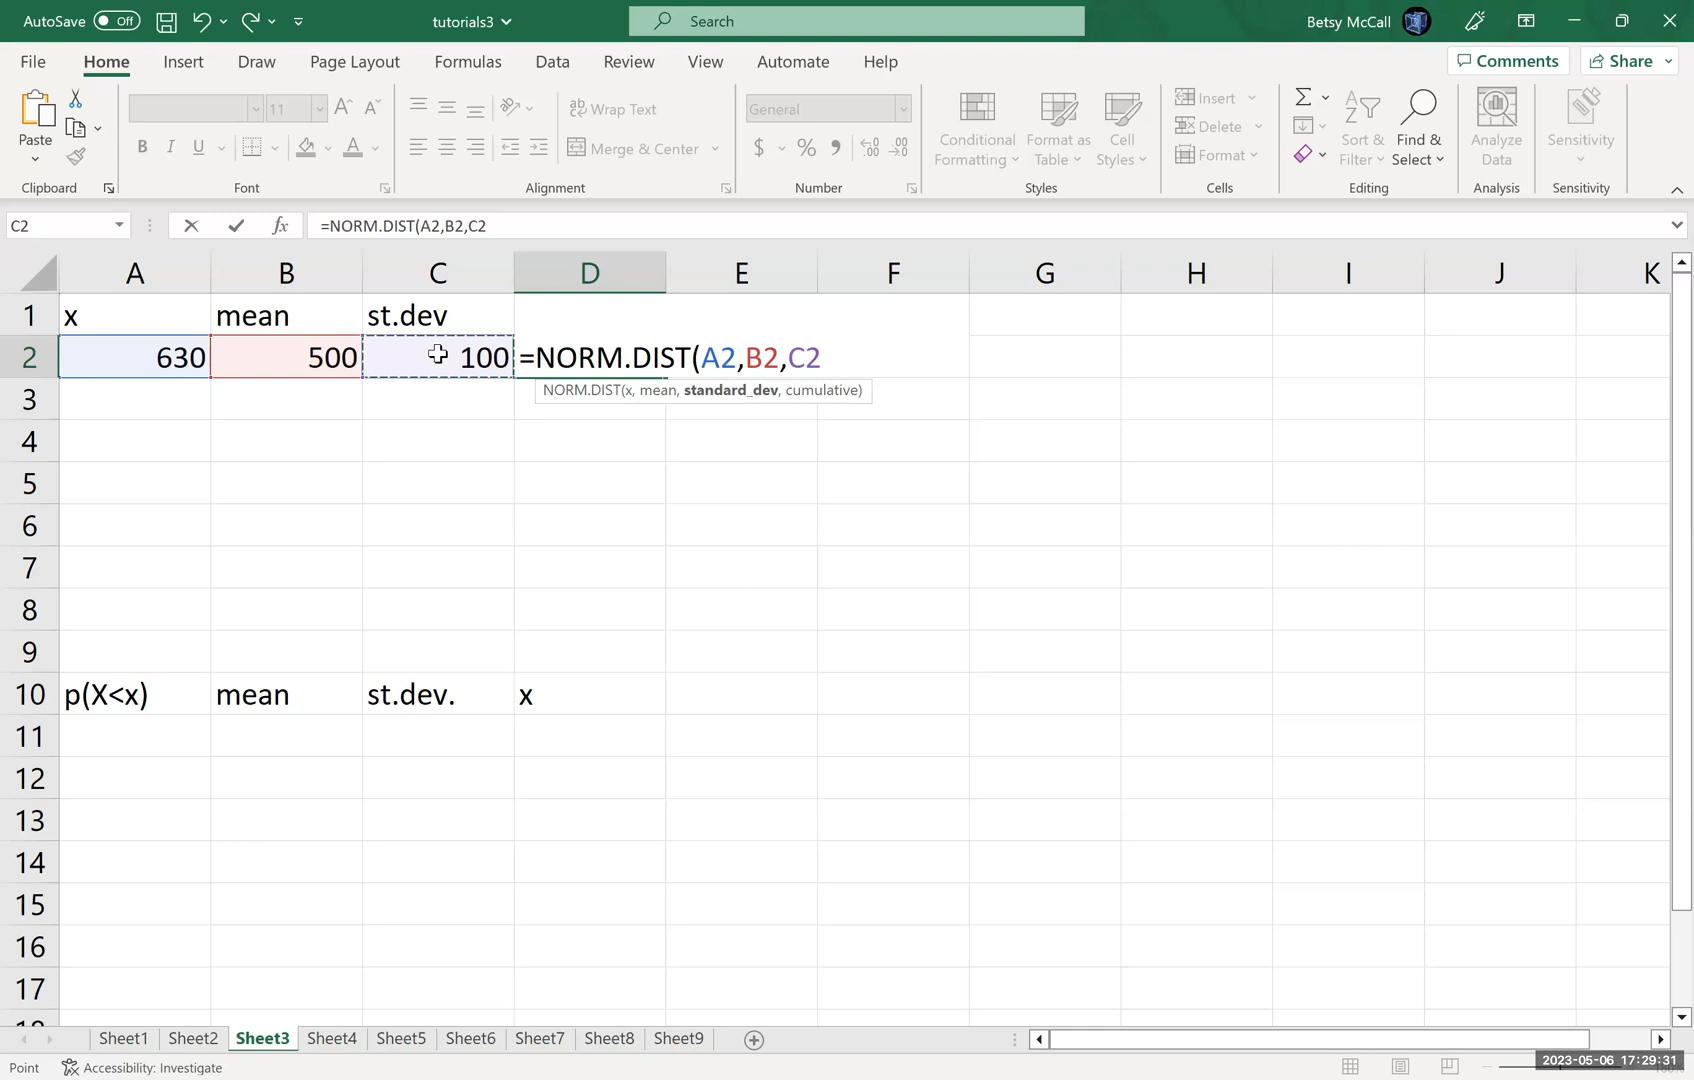 AutoSave Off tutorials3 Search Betsy McCall
File Home Insert Draw Page Layout Formulas Data Review View Automate Help Comments Share
Paste 11 Wrap Text General Conditional Formatting Format as Table Cell Styles Insert Sort & Filter Find & Select Analyze Data Sensitivity
B I U A Merge & Center $ % Delete
Format
Clipboard Font Alignment Number Styles Cells Editing Analysis Sensitivity
C2 fx =NORM.DIST(A2,B2,C2
A B C D E F G H I J K
1 x mean st.dev
2 630 500 100 =NORM.DIST(A2,B2,C2
NORM.DIST(x, mean, standard_dev, cumulative)
3
4
5
6
7
8
9
10 p(X<x) mean st.dev. x
11
12
13
14
15
16
17
Sheet1 Sheet2 Sheet3 Sheet4 Sheet5 Sheet6 Sheet7 Sheet8 Sheet9
Point Accessibility: Investigate 2023-05-06 17:29:31